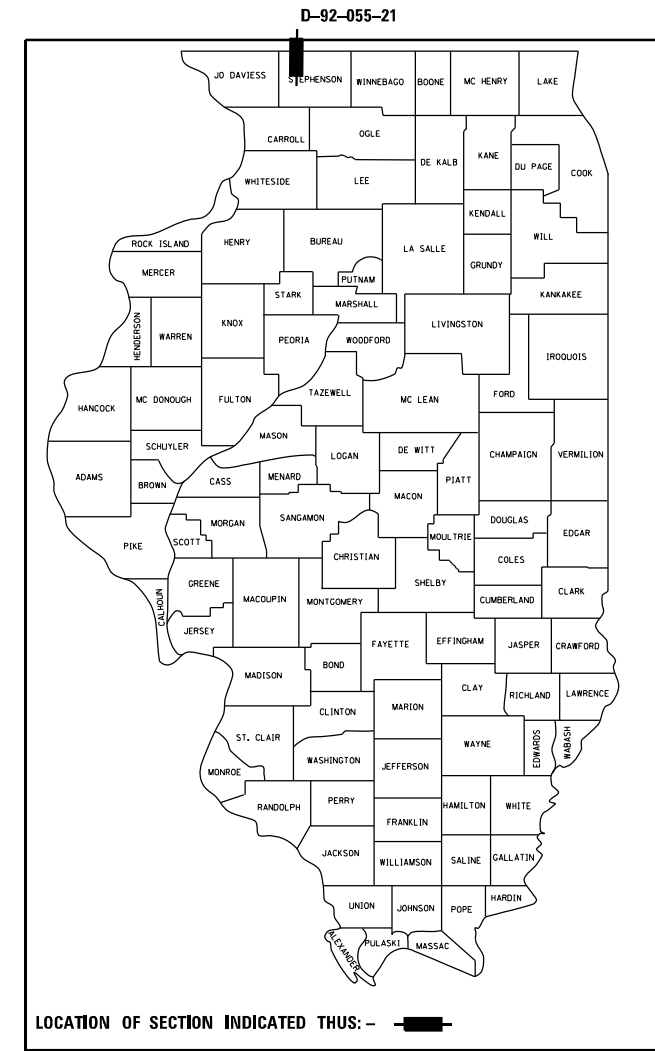 D-92-055-21
JO DAVIESS
STEPHENSON
WINNEBAGO
BOONE
MC HENRY
LAKE
CARROLL
OGLE
DE KALB
KANE
DU PAGE
COOK
WHITESIDE
LEE
KENDALL
ROCK ISLAND
HENRY
BUREAU
LA SALLE
WILL
GRUNDY
MERCER
PUTNAM
STARK
MARSHALL
KANKAKEE
HENDERSON
WARREN
KNOX
PEORIA
WOODFORD
LIVINGSTON
IROQUOIS
HANCOCK
MC DONOUGH
FULTON
TAZEWELL
MC LEAN
FORD
SCHUYLER
MASON
LOGAN
DE WITT
CHAMPAIGN
VERMILION
ADAMS
BROWN
CASS
MENARD
MACON
PIATT
PIKE
SCOTT
MORGAN
SANGAMON
CHRISTIAN
MOULTRIE
DOUGLAS
EDGAR
COLES
CALHOUN
GREENE
MACOUPIN
MONTGOMERY
SHELBY
CUMBERLAND
CLARK
JERSEY
FAYETTE
EFFINGHAM
JASPER
CRAWFORD
MADISON
BOND
CLAY
RICHLAND
LAWRENCE
CLINTON
MARION
ST. CLAIR
WAYNE
EDWARDS
WABASH
WASHINGTON
JEFFERSON
MONROE
RANDOLPH
PERRY
HAMILTON
WHITE
FRANKLIN
JACKSON
WILLIAMSON
SALINE
GALLATIN
UNION
JOHNSON
POPE
HARDIN
ALEXANDER
PULASKI
MASSAC
LOCATION OF SECTION INDICATED THUS: -